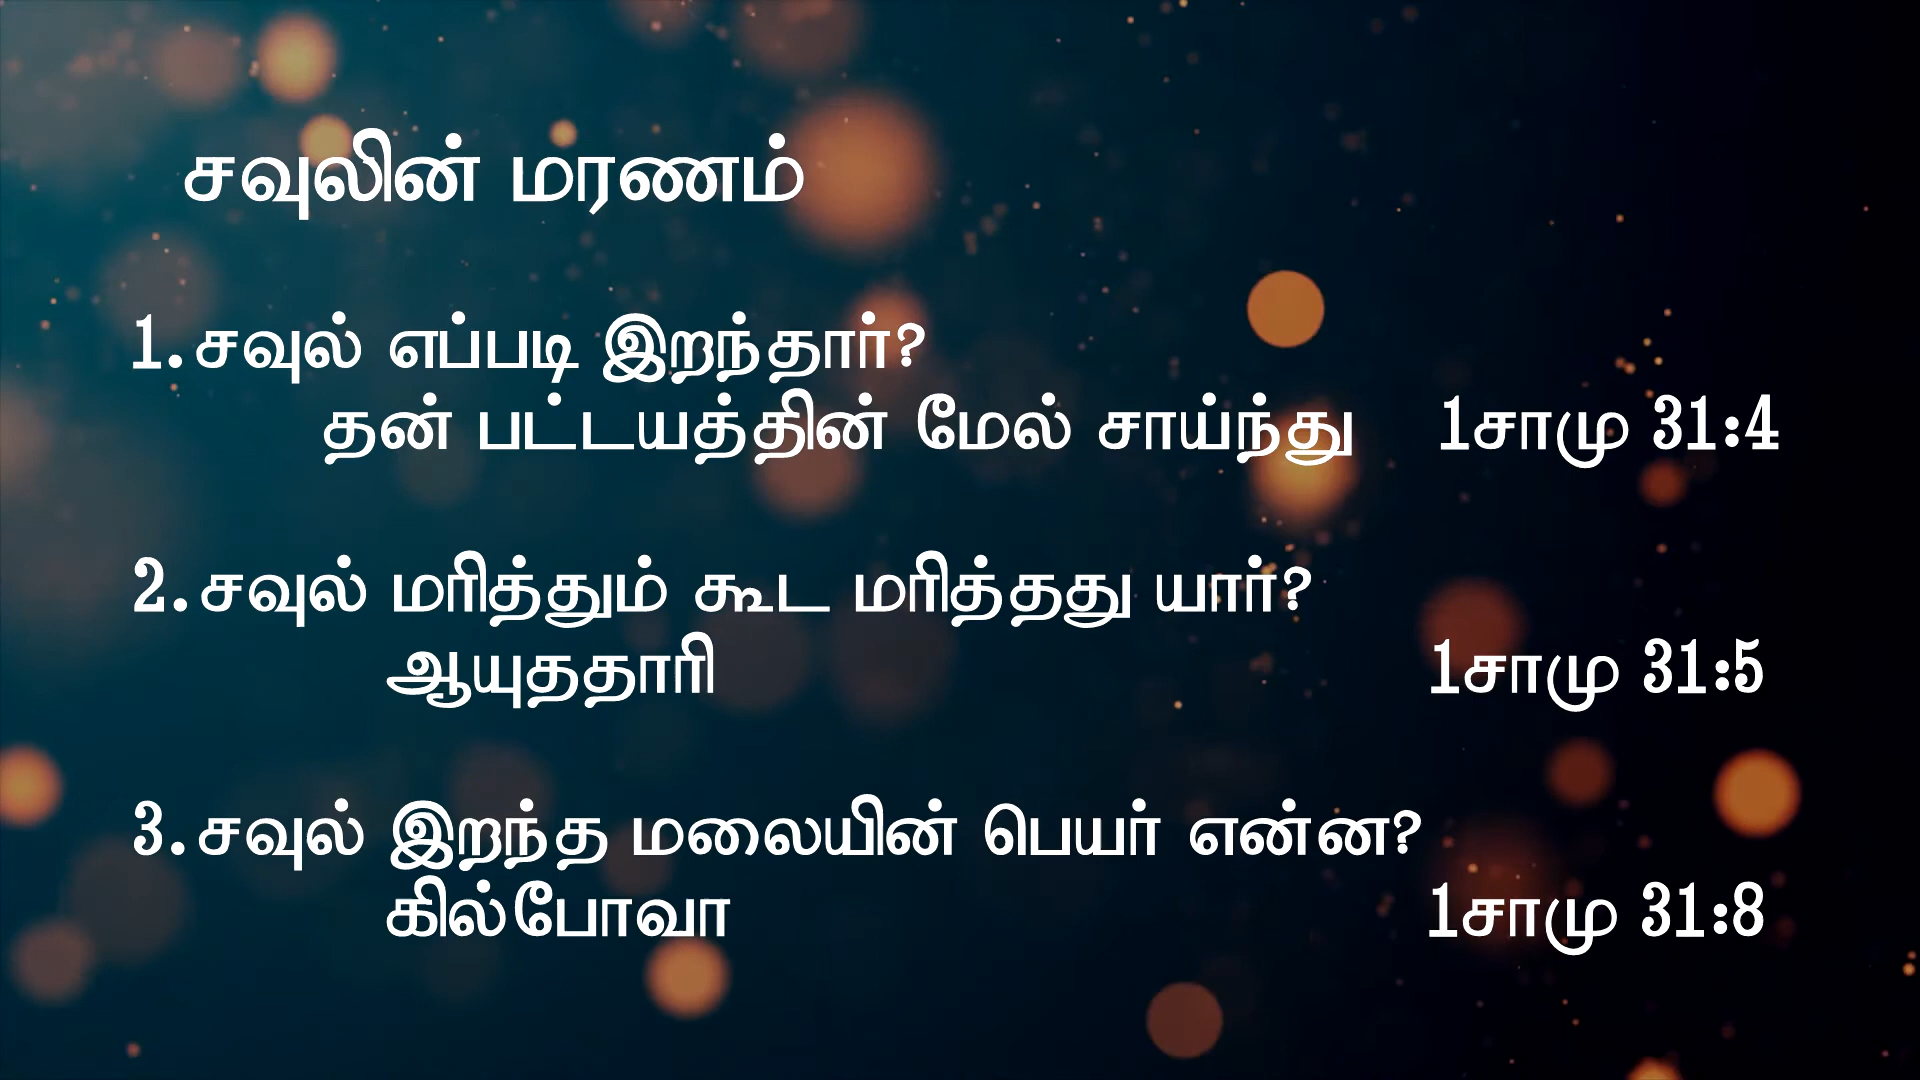 சவுலின் மரணம்
1.சவுல் எப்படி இறந்தார்?
தன் பட்டயத்தின் மேல் சாய்ந்து 1சாமு 31:4
2.சவுல் மரித்தும் கூட மரித்தது யார்?
ஆயுததாரி 1சாமு 31:5
3.சவுல் இறந்த மலையின் பெயர் என்ன?
கில்போவா 1சாமு 31:8